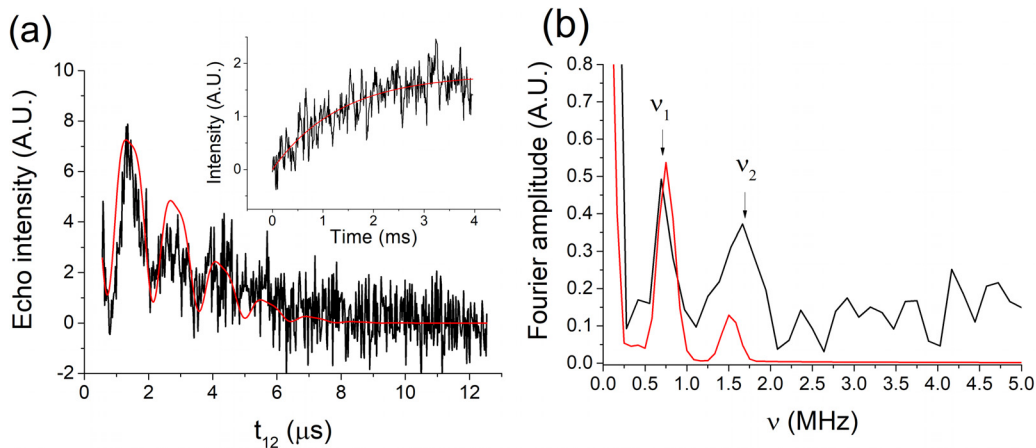 (a)
10
8
6
4
2
0
-2
Echo intensity (A.U.)
0 2 4 6 8 10 12
t₁₂ (μs)
2
1
0
Intensity (A.U.)
0 1 2 3 4
Time (ms)
(b)
0.8
0.7
0.6
0.5
0.4
0.3
0.2
0.1
0.0
Fourier amplitude (A.U.)
ν₁
ν₂
0.0 0.5 1.0 1.5 2.0 2.5 3.0 3.5 4.0 4.5 5.0
ν (MHz)